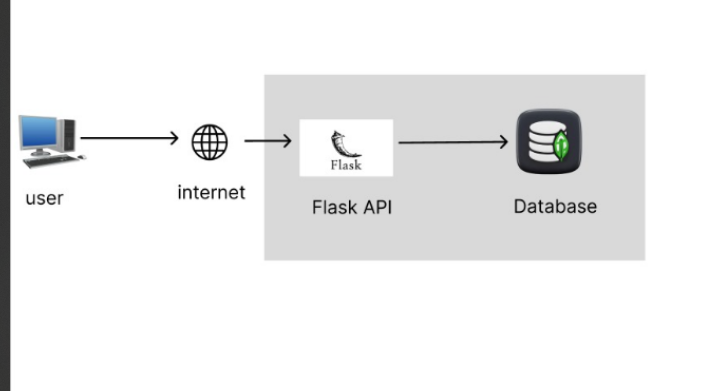 Flask
user
internet
Flask API
Database